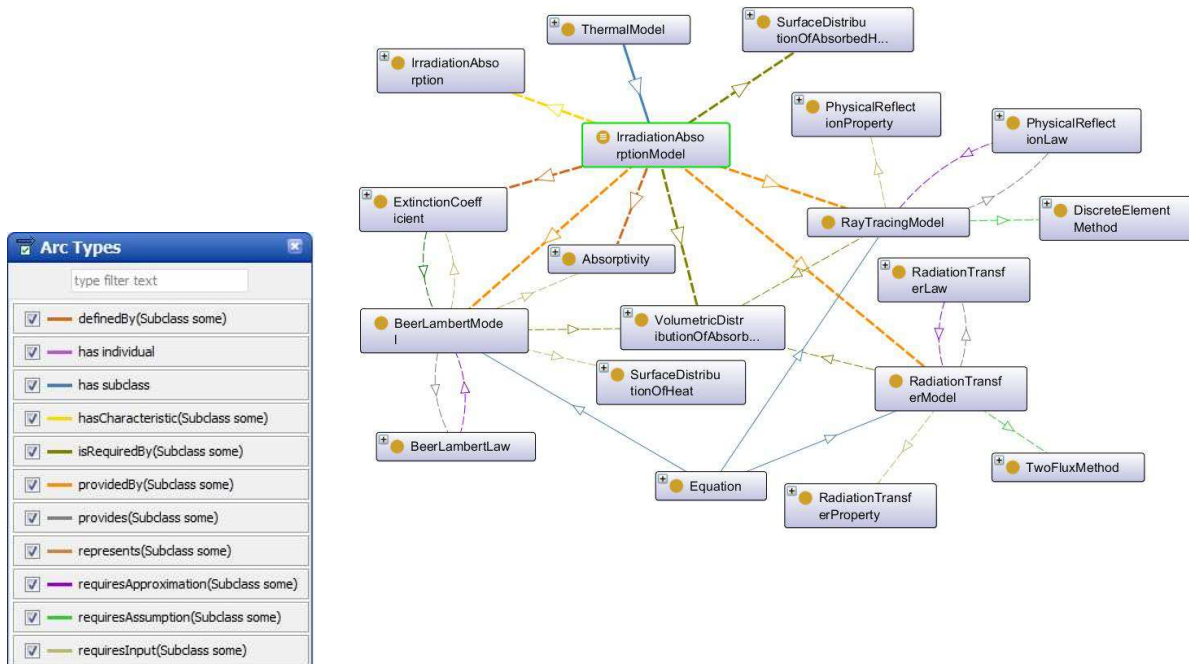 ThermalModel
SurfaceDistribu
tionOfAbsorbedH...
IrradiationAbso
rption
PhysicalReflect
ionProperty
PhysicalReflect
ionLaw
IrradiationAbso
rptionModel
ExtinctionCoeff
icient
RayTracingModel
DiscreteElement
Method
Absorptivity
RadiationTransf
erLaw
BeerLambertMode
l
VolumetricDistr
ibutionOfAbsorb...
SurfaceDistribu
tionOfHeat
RadiationTransf
erModel
BeerLambertLaw
Equation
RadiationTransf
erProperty
TwoFluxMethod
Arc Types
type filter text
definedBy(Subclass some)
has individual
has subclass
hasCharacteristic(Subclass some)
isRequiredBy(Subclass some)
providedBy(Subclass some)
provides(Subclass some)
represents(Subclass some)
requiresApproximation(Subclass some)
requiresAssumption(Subclass some)
requiresInput(Subclass some)